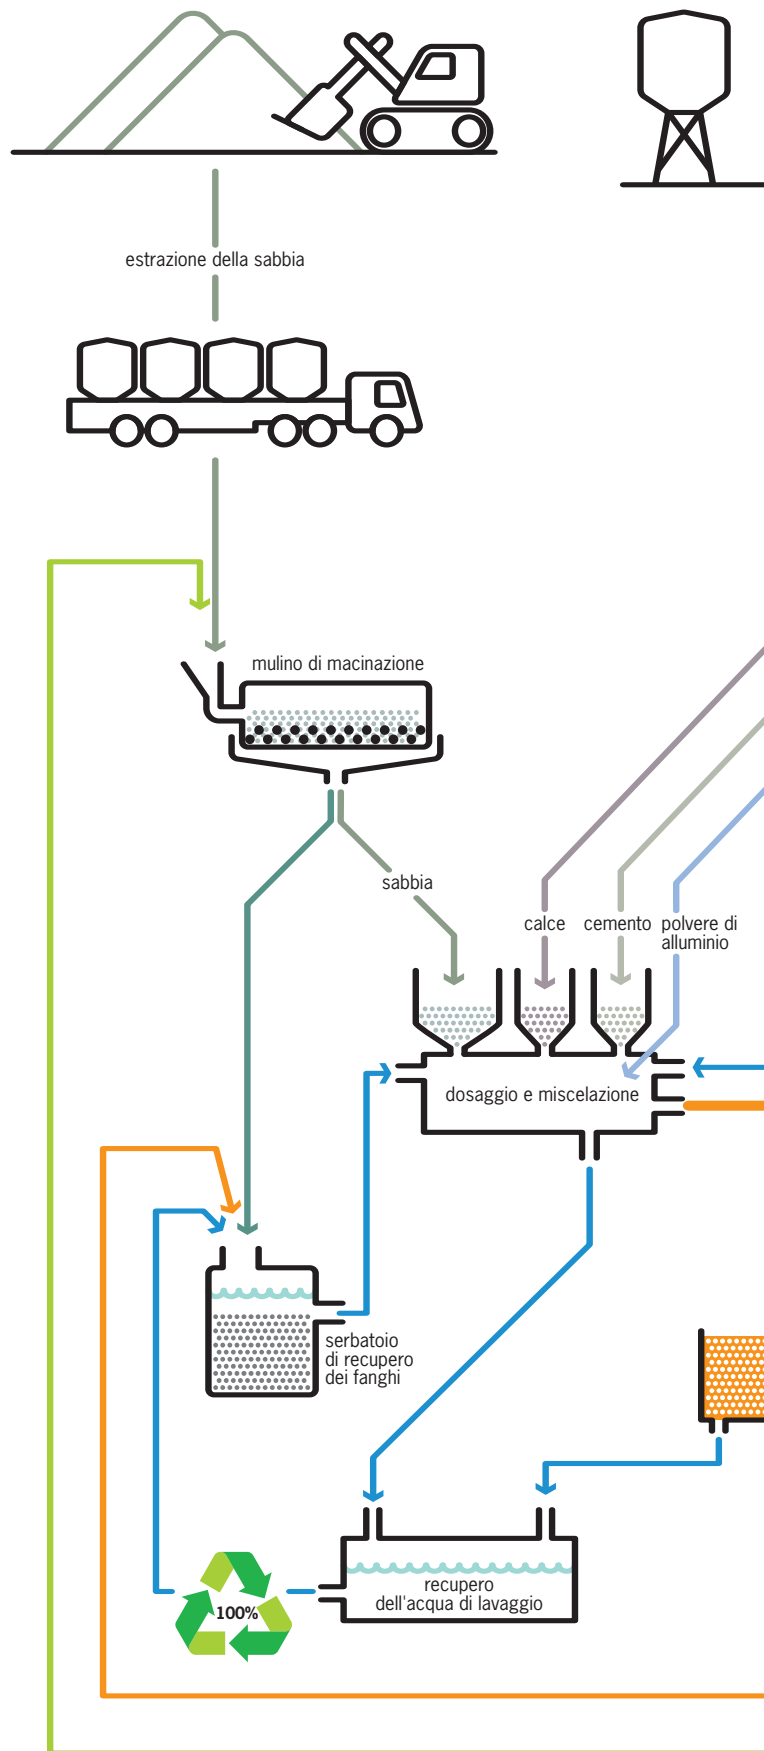 estrazione della sabbia
mulino di macinazione
sabbia
calce
cemento
polvere di
alluminio
dosaggio e miscelazione
serbatoio
di recupero
dei fanghi
recupero
dell'acqua di lavaggio
100%